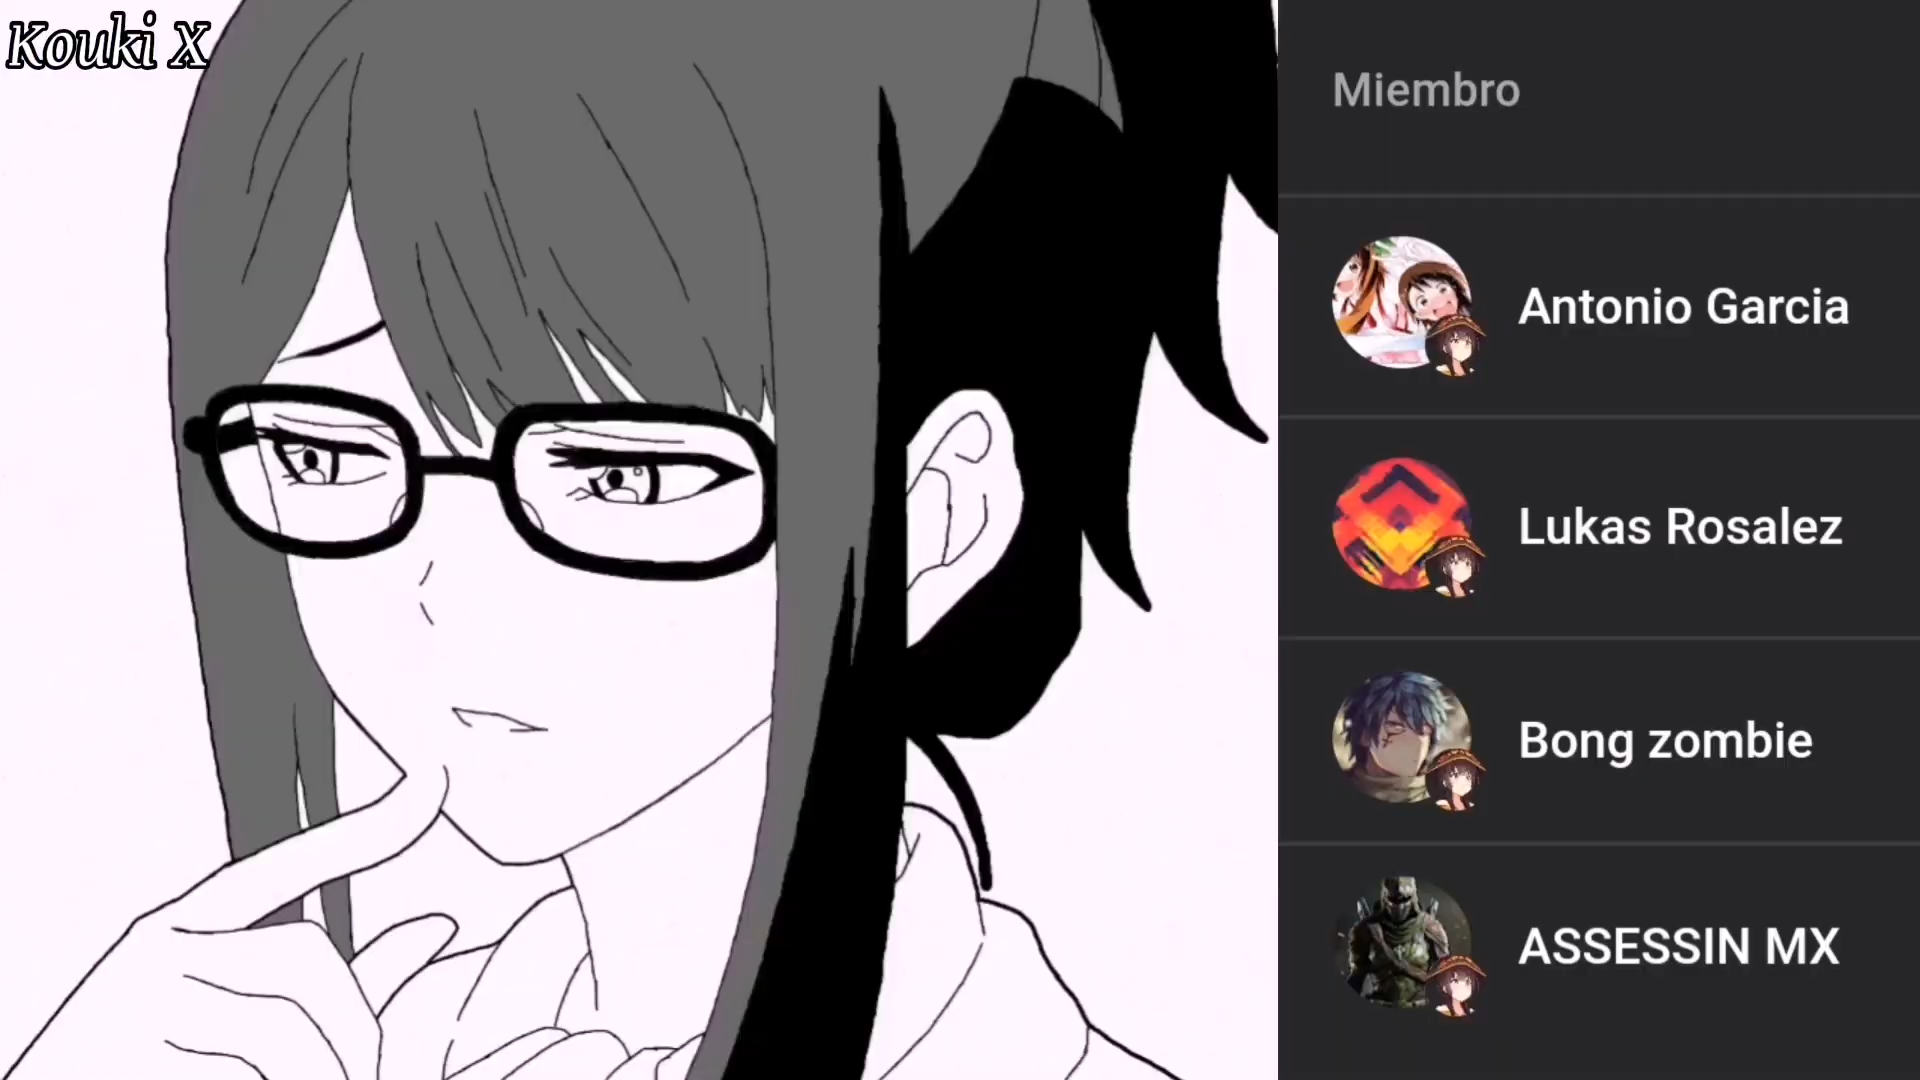 Kouki X
Miembro
Antonio Garcia
Lukas Rosalez
Bong zombie
ASSESSIN MX